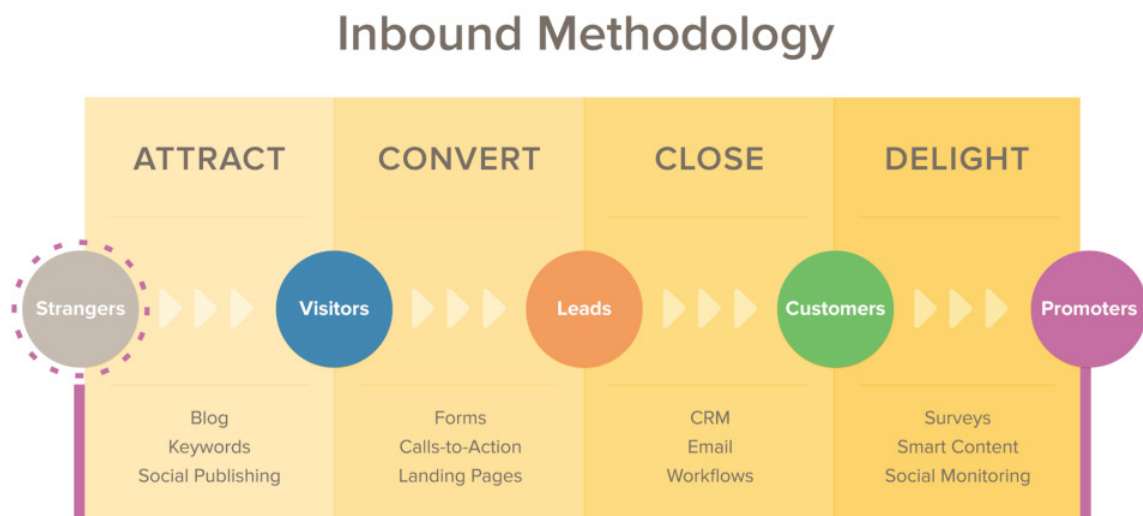 Inbound Methodology
ATTRACT
CONVERT
CLOSE
DELIGHT
Strangers
Visitors
Leads
Customers
Promoters
Blog
Keywords
Social Publishing
Forms
Calls-to-Action
Landing Pages
CRM
Email
Workflows
Surveys
Smart Content
Social Monitoring